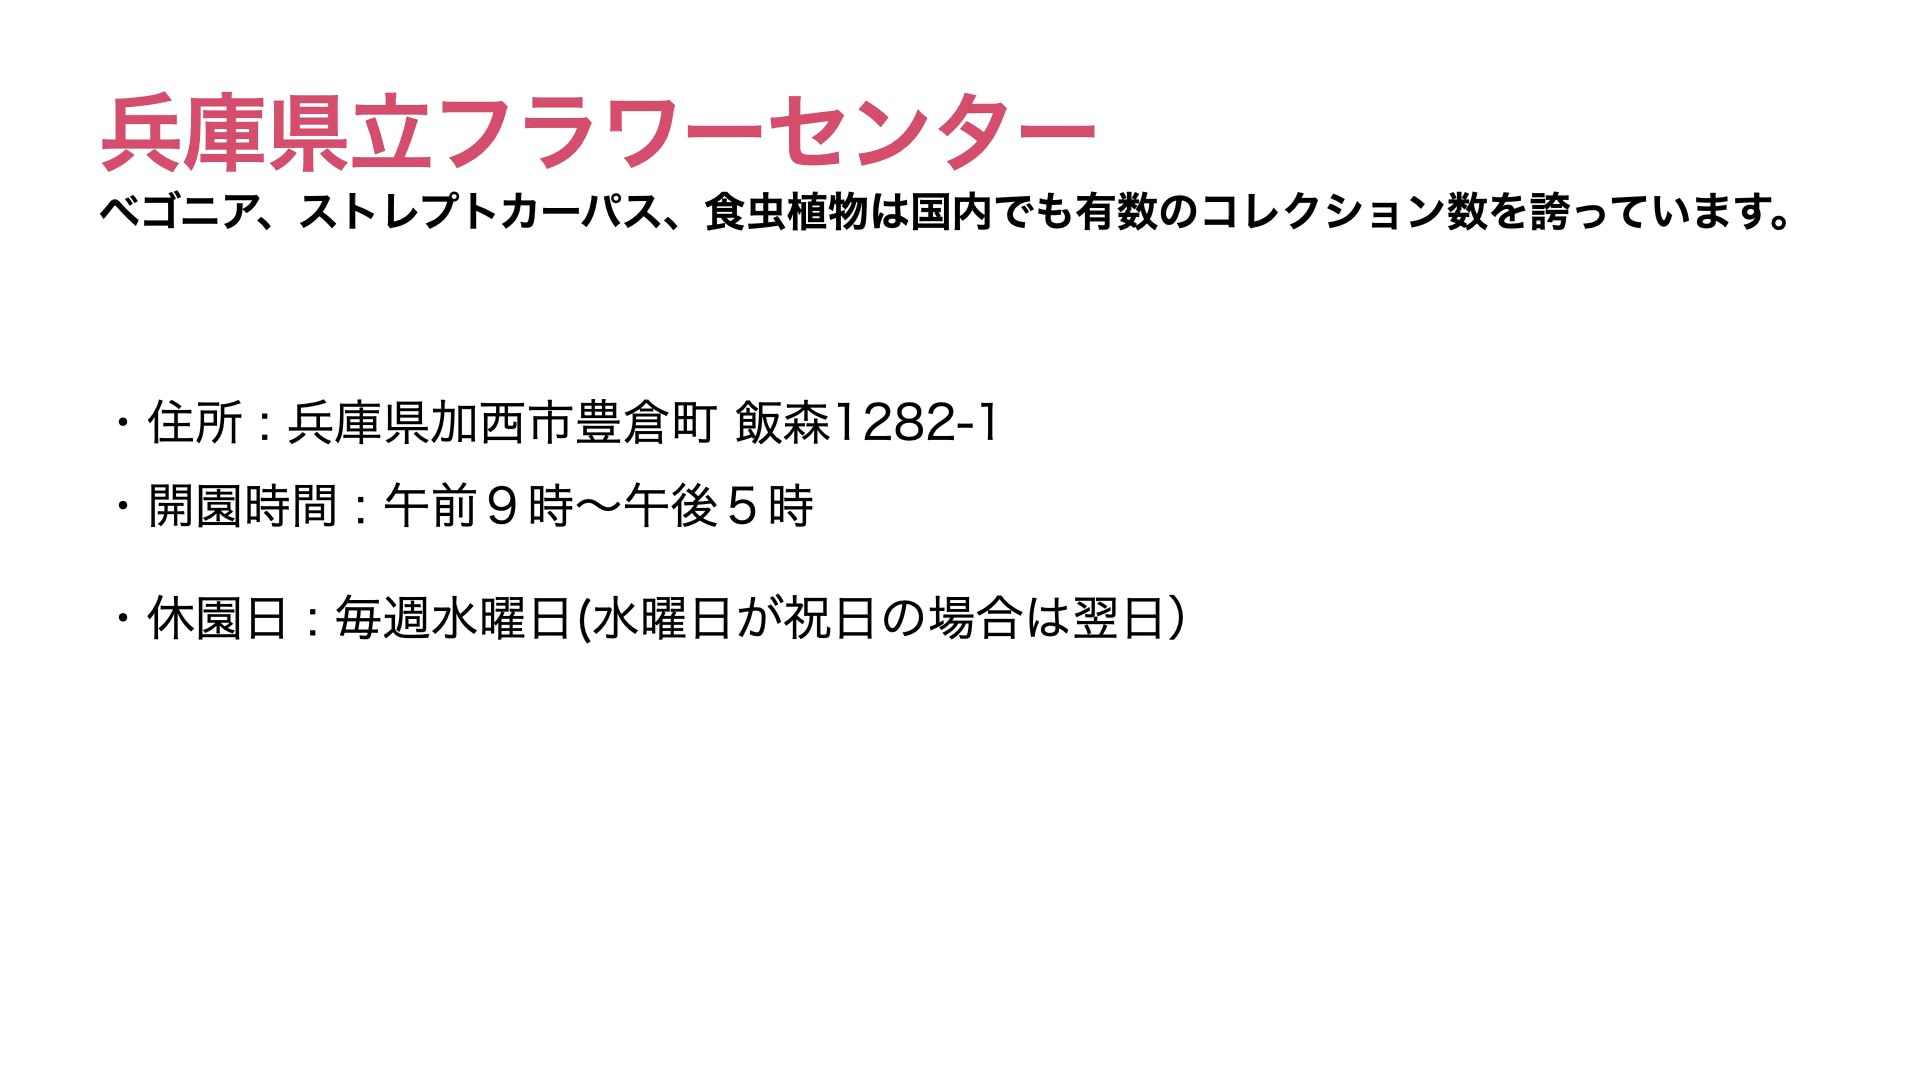 兵庫県立フラワーセンター
ベゴニア、ストレプトカーパス、食虫植物は国内でも有数のコレクション数を誇っています。
・住所 : 兵庫県加西市豊倉町 飯森1282-1
・開園時間 : 午前９時〜午後５時
・休園日 : 毎週水曜日(水曜日が祝日の場合は翌日）